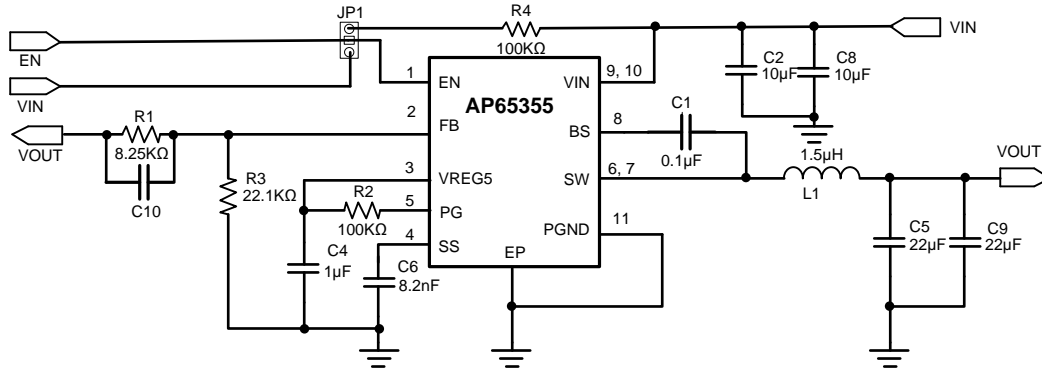 JP1
R4
100KΩ
VIN
EN
VIN
C2
10µF
C8
10µF
1
EN
VIN
9, 10
AP65355
C1
0.1µF
2
FB
BS
8
R1
8.25KΩ
VOUT
C10
R3
22.1KΩ
3
VREG5
SW
6, 7
1.5µH
L1
VOUT
R2
100KΩ
5
PG
PGND
11
4
SS
EP
C4
1µF
C6
8.2nF
C5
22µF
C9
22µF